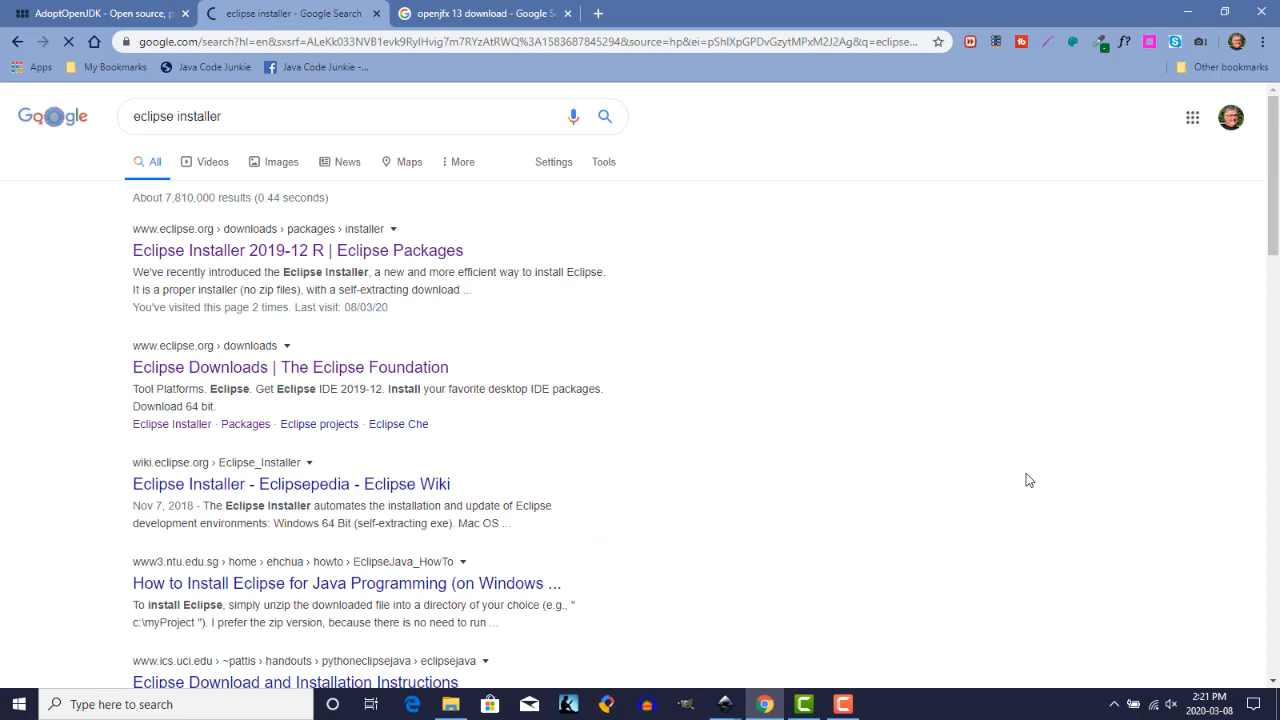 AdoptOpenJDK - Open source, p
eclipse installer - Google Search
openjfx 13 download - Google S
google.com/search?hl=en&sxsrf=ALeKk033NVB1evk9RylHvig7m7RYzAtRWQ%3A1583687845294&source=hp&ei=pShIXpGPDvGzytMPxM2J2Ag&q=eclipse...
Apps
My Bookmarks
Java Code Junkie
Java Code Junkie -...
Other bookmarks
Google
eclipse installer
All
Videos
Images
News
Maps
More
Settings
Tools
About 7,810,000 results (0.44 seconds)
www.eclipse.org › downloads › packages › installer
Eclipse Installer 2019-12 R | Eclipse Packages
We've recently introduced the Eclipse Installer, a new and more efficient way to install Eclipse.
It is a proper installer (no zip files), with a self-extracting download ...
You've visited this page 2 times. Last visit: 08/03/20
www.eclipse.org › downloads
Eclipse Downloads | The Eclipse Foundation
Tool Platforms. Eclipse. Get Eclipse IDE 2019-12. Install your favorite desktop IDE packages.
Download 64 bit.
Eclipse Installer · Packages · Eclipse projects · Eclipse Che
wiki.eclipse.org › Eclipse_Installer
Eclipse Installer - Eclipsepedia - Eclipse Wiki
Nov 7, 2018 - The Eclipse Installer automates the installation and update of Eclipse
development environments: Windows 64 Bit (self-extracting exe). Mac OS ...
www3.ntu.edu.sg › home › ehchua › howto › EclipseJava_HowTo
How to Install Eclipse for Java Programming (on Windows ...
To install Eclipse, simply unzip the downloaded file into a directory of your choice (e.g., "
c:\myProject "). I prefer the zip version, because there is no need to run ...
www.ics.uci.edu › ~pattis › handouts › pythoneclipsejava › eclipsejava
Eclipse Download and Installation Instructions
Type here to search
2:21 PM
2020-03-08